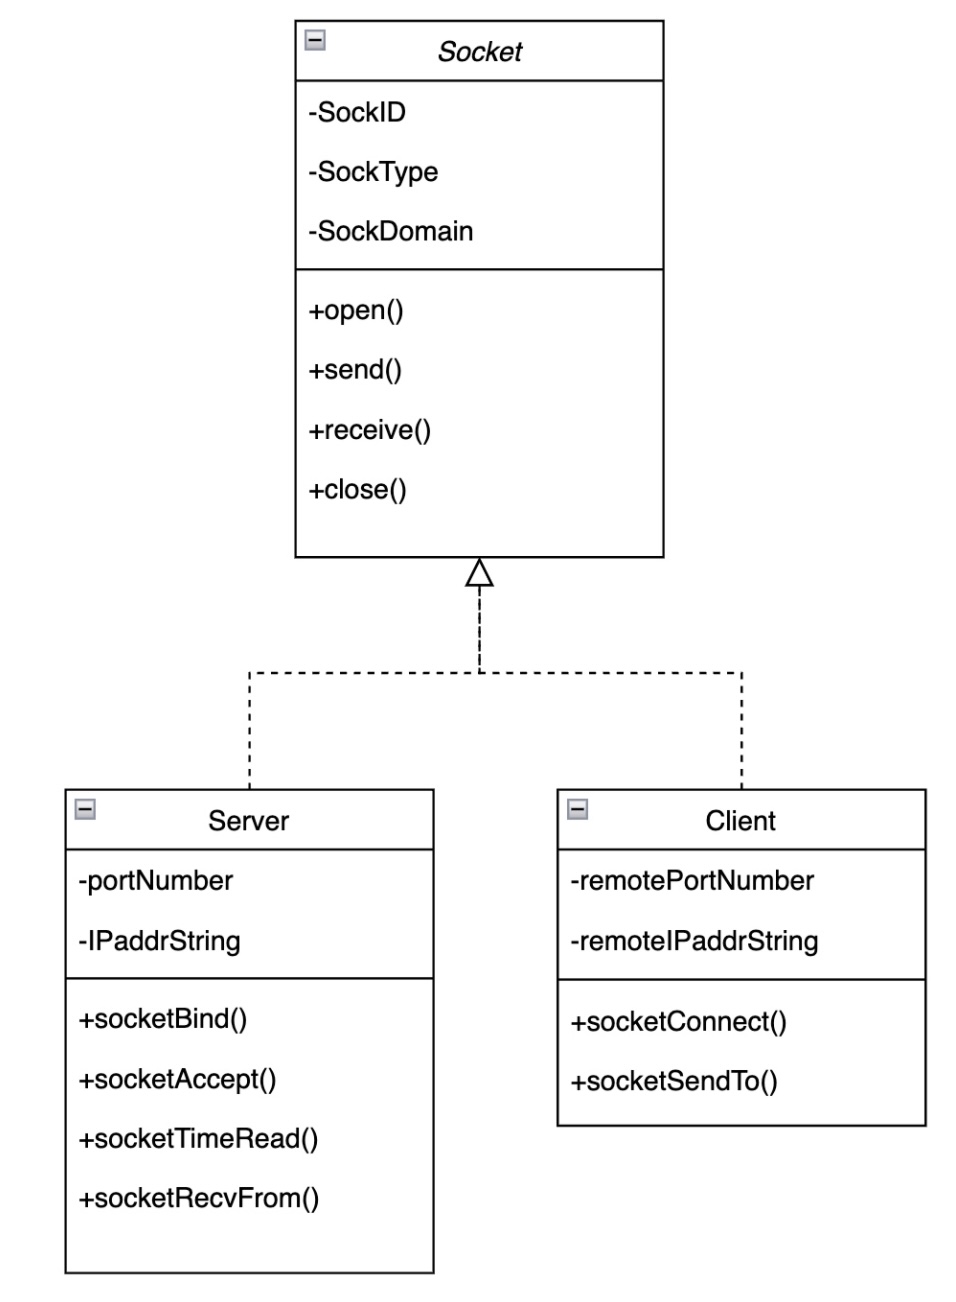 Socket
-SockID
-SockType
-SockDomain
+open()
+send()
+receive()
+close()
Server
-portNumber
-IPaddrString
+socketBind()
+socketAccept()
+socketTimeRead()
+socketRecvFrom()
Client
-remotePortNumber
-remoteIPaddrString
+socketConnect()
+socketSendTo()